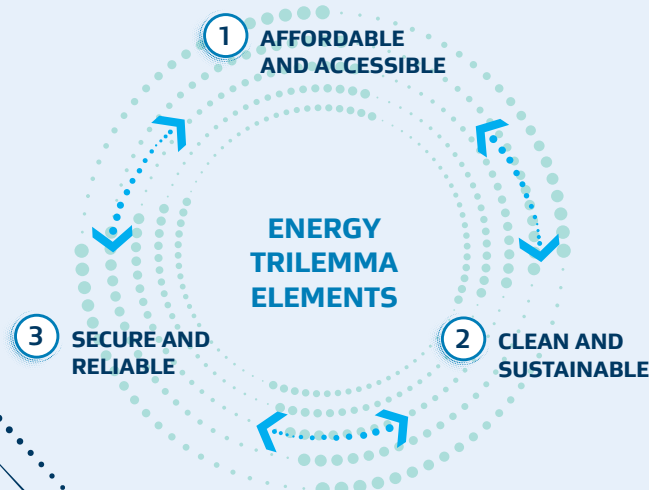 1 AFFORDABLE
AND ACCESSIBLE
ENERGY
TRILEMMA
ELEMENTS
3 SECURE AND
RELIABLE
2 CLEAN AND
SUSTAINABLE